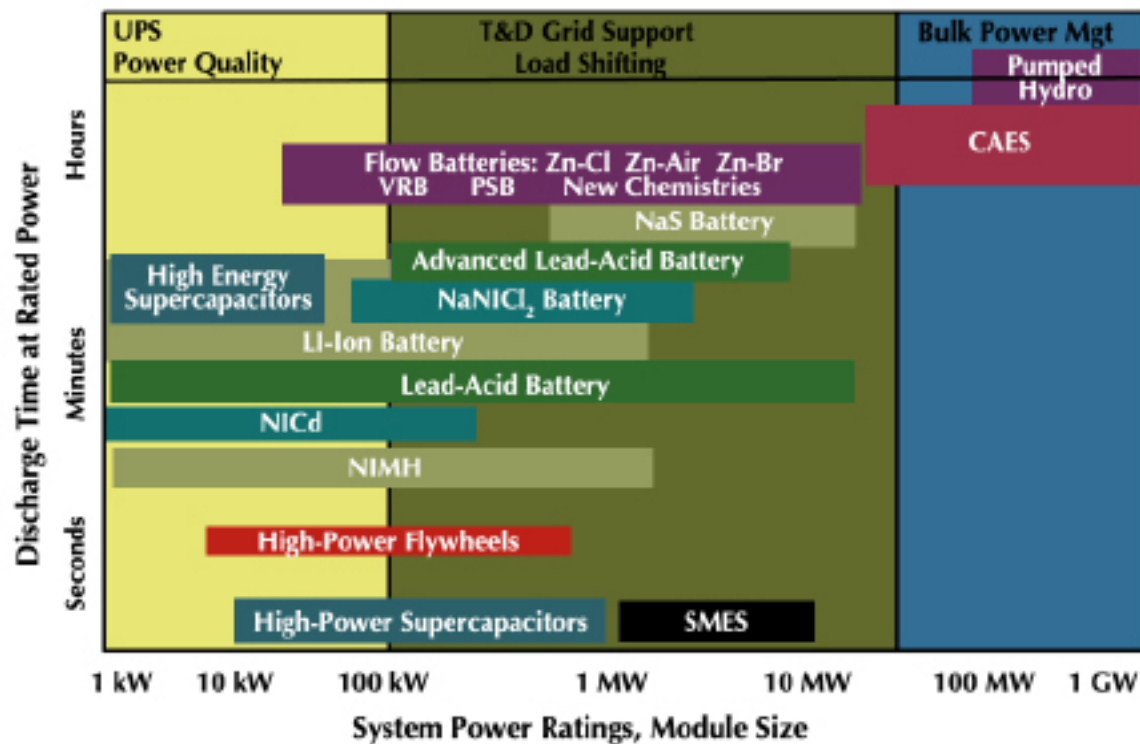 UPS
Power Quality
T&D Grid Support
Load Shifting
Bulk Power Mgt
Pumped
Hydro
CAES
Flow Batteries: Zn-Cl Zn-Air Zn-Br
VRB PSB New Chemistries
NaS Battery
Advanced Lead-Acid Battery
High Energy
Supercapacitors
NaNICl₂ Battery
LI-Ion Battery
Lead-Acid Battery
NICd
NIMH
High-Power Flywheels
High-Power Supercapacitors
SMES
Discharge Time at Rated Power
Hours
Minutes
Seconds
1 kW 10 kW 100 kW 1 MW 10 MW 100 MW 1 GW
System Power Ratings, Module Size